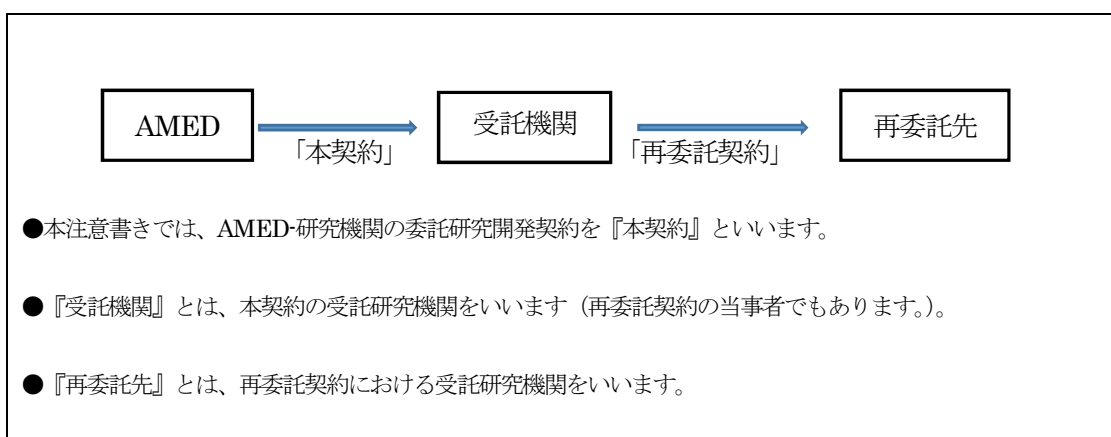 AMED
受託機関
再委託先
「本契約」
「再委託契約」
●本注意書きでは、AMED-研究機関の委託研究開発契約を『本契約』といいます。
●『受託機関』とは、本契約の受託研究機関をいいます（再委託契約の当事者でもあります。）。
●『再委託先』とは、再委託契約における受託研究機関をいいます。